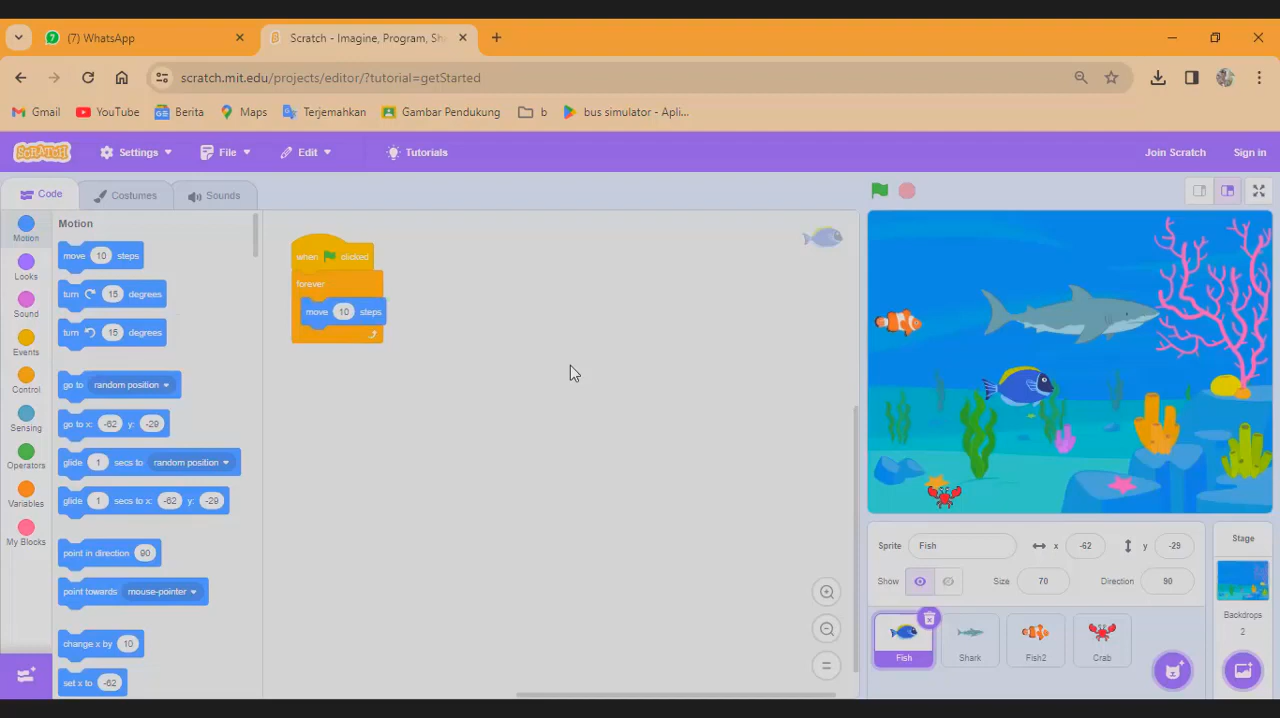 (7) WhatsApp
Scratch - Imagine, Program, Sh
scratch.mit.edu/projects/editor/?tutorial=getStarted
Gmail YouTube Berita Maps Terjemahkan Gambar Pendukung b bus simulator - Apli...
SCRATCH Settings File Edit Tutorials Join Scratch Sign in
Code Costumes Sounds
Motion
Looks
Sound
Events
Control
Sensing
Operators
Variables
My Blocks
Motion
move 10 steps
turn 15 degrees
turn 15 degrees
go to random position
go to x: -62 y: -29
glide 1 secs to random position
glide 1 secs to x: -62 y: -29
point in direction 90
point towards mouse-pointer
change x by 10
set x to -62
when clicked
forever
move 10 steps
Sprite Fish x -62 y -29
Show Size 70 Direction 90
Fish Shark Fish2 Crab
Stage
Backdrops
2